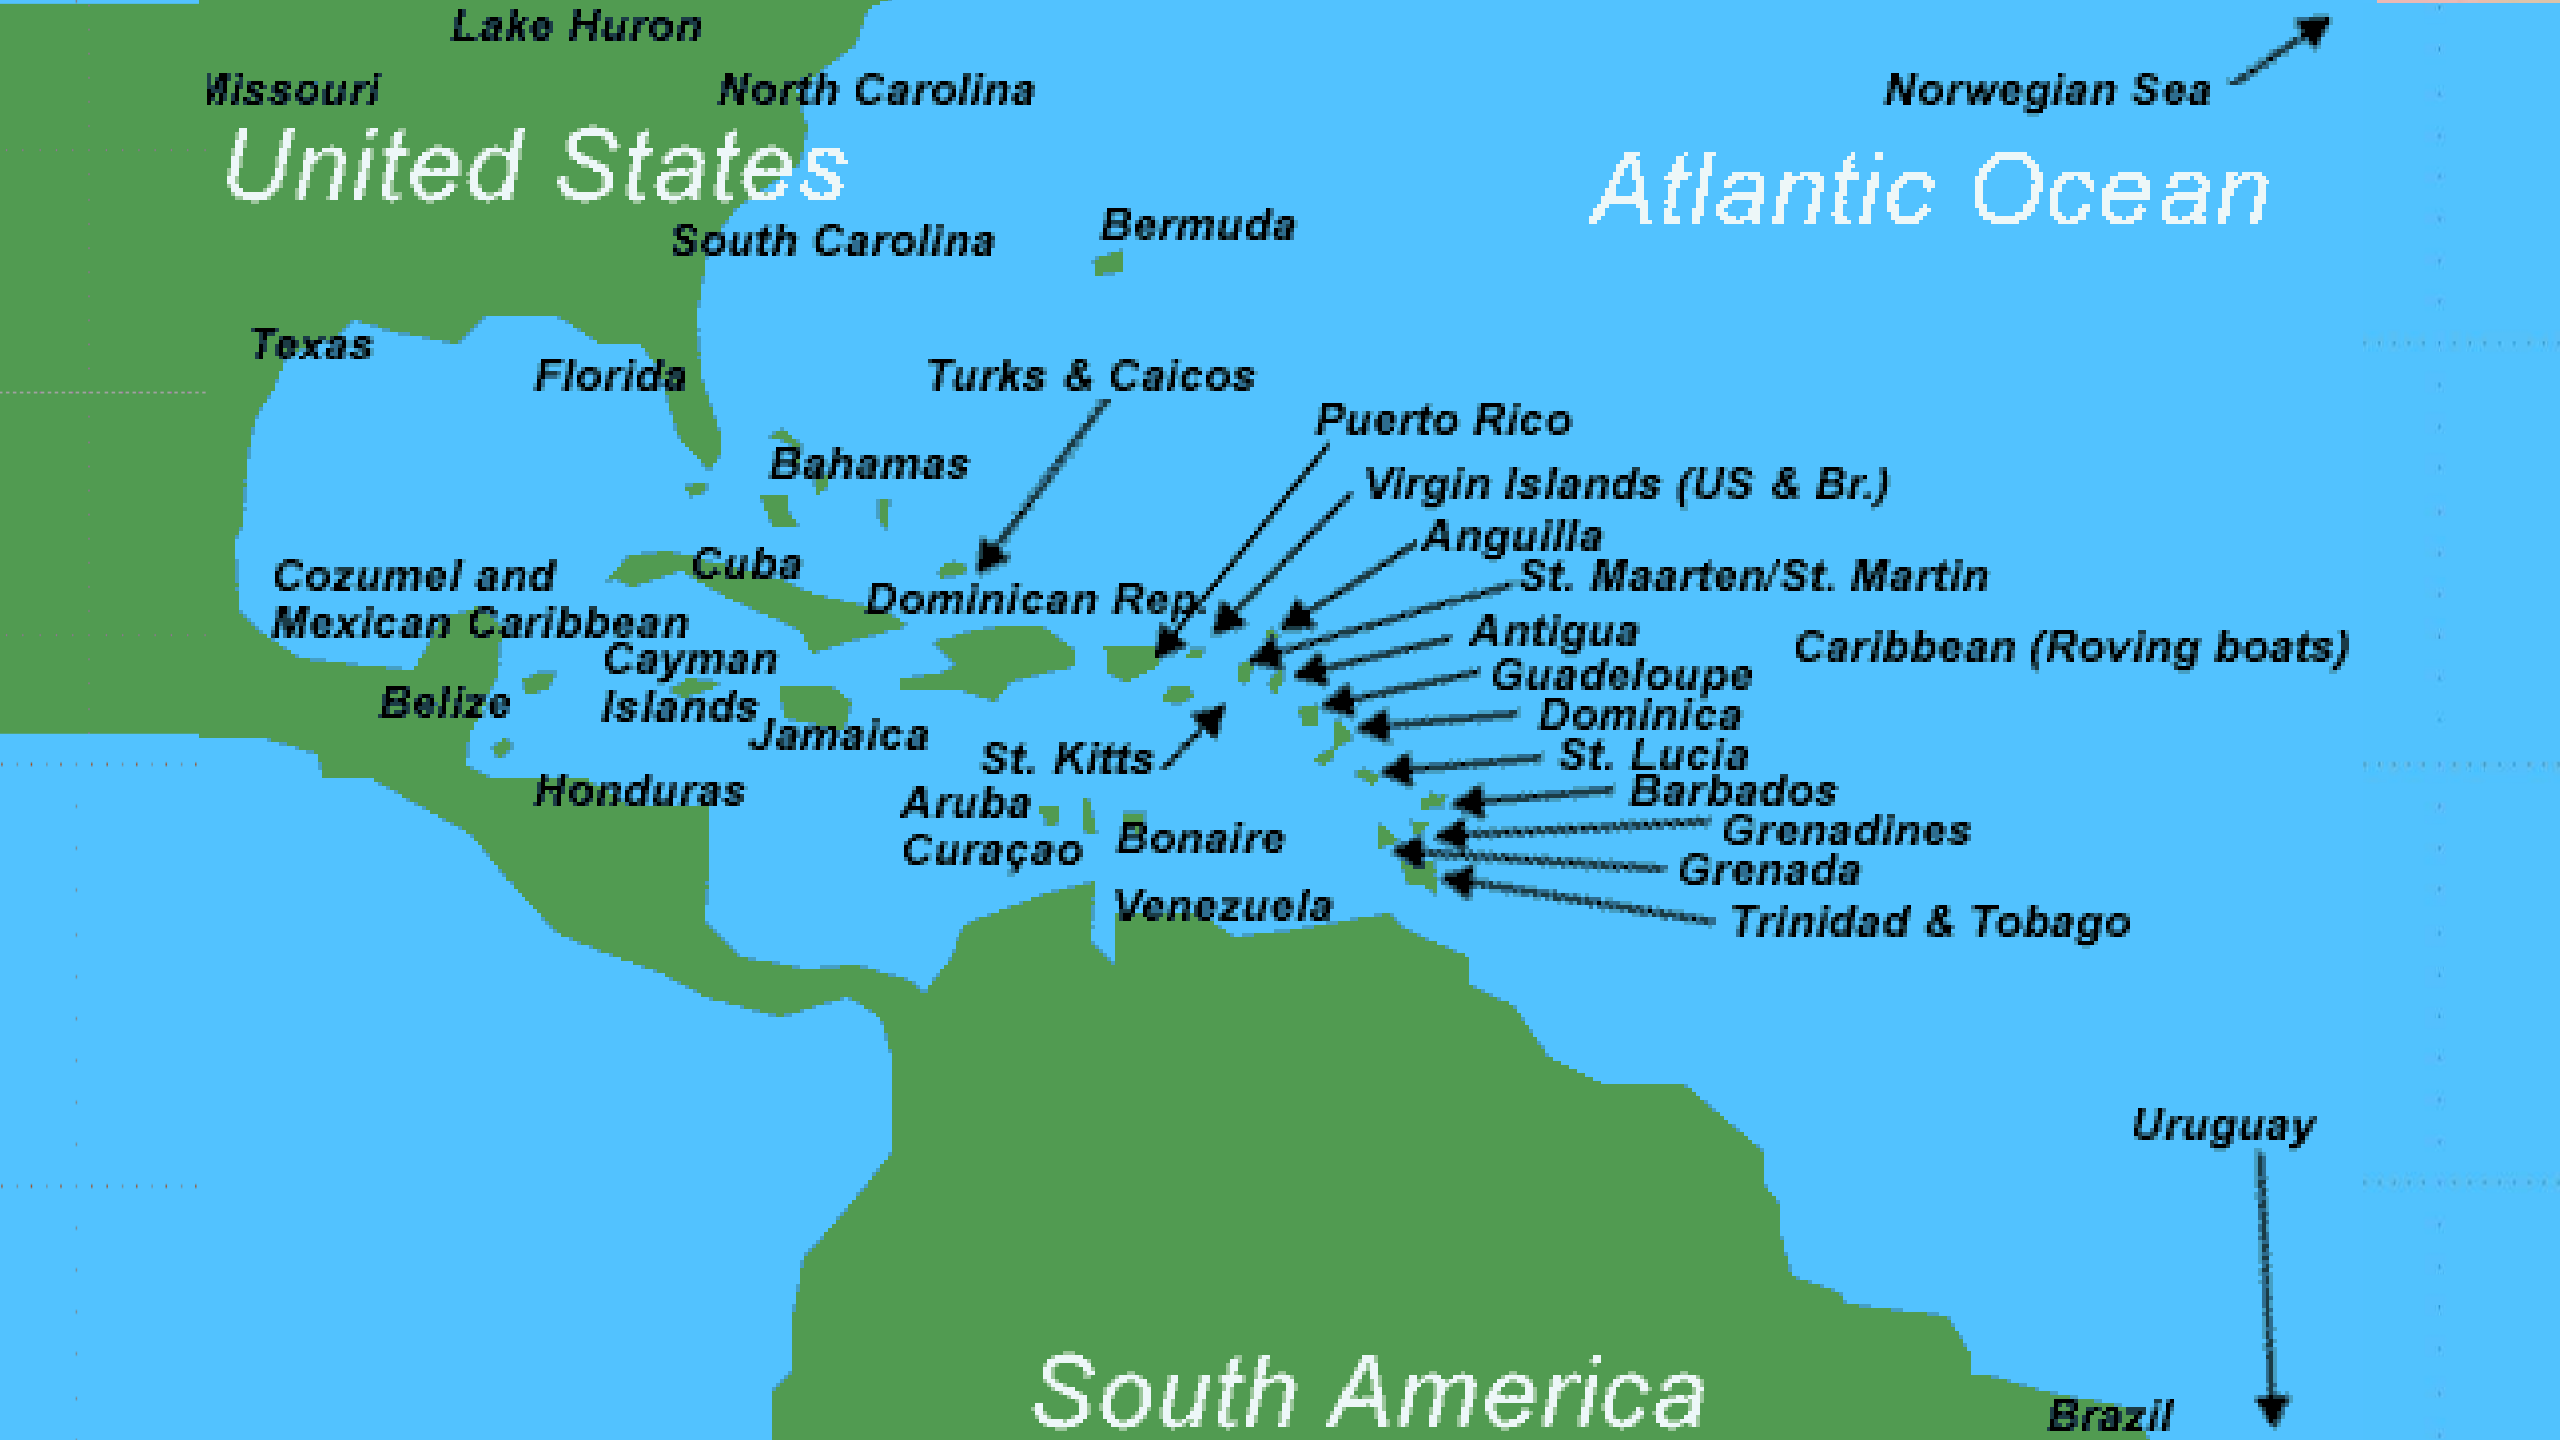 Lake Huron
Missouri
North Carolina
Norwegian Sea
United States
Atlantic Ocean
South Carolina
Bermuda
Texas
Florida
Turks & Caicos
Puerto Rico
Bahamas
Virgin Islands (US & Br.)
Anguilla
Cuba
Cozumel and
Mexican Caribbean
St. Maarten/St. Martin
Dominican Rep.
Antigua
Caribbean (Roving boats)
Cayman
Islands
Guadeloupe
Belize
Dominica
Jamaica
St. Kitts
St. Lucia
Honduras
Aruba
Barbados
Curaçao
Bonaire
Grenadines
Grenada
Venezuela
Trinidad & Tobago
Uruguay
South America
Brazil